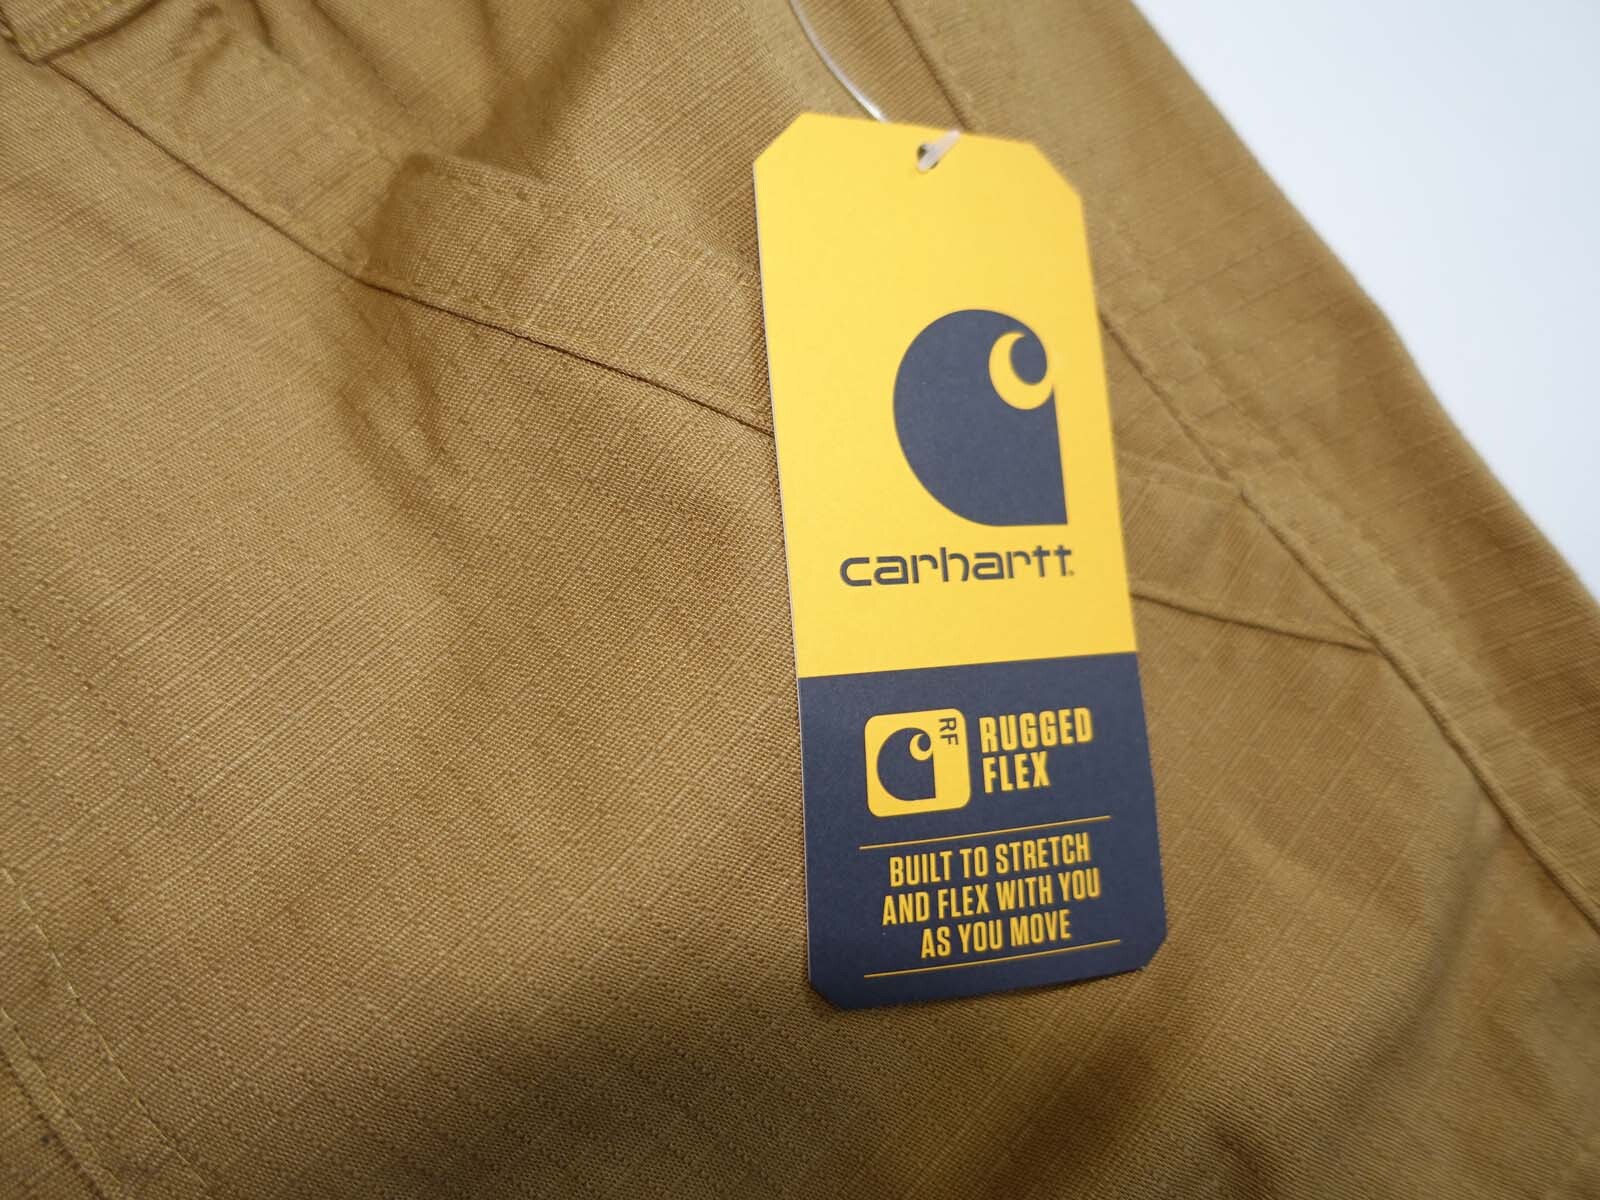 carhartt.
RF
RUGGED
FLEX
BUILT TO STRETCH
AND FLEX WITH YOU
AS YOU MOVE